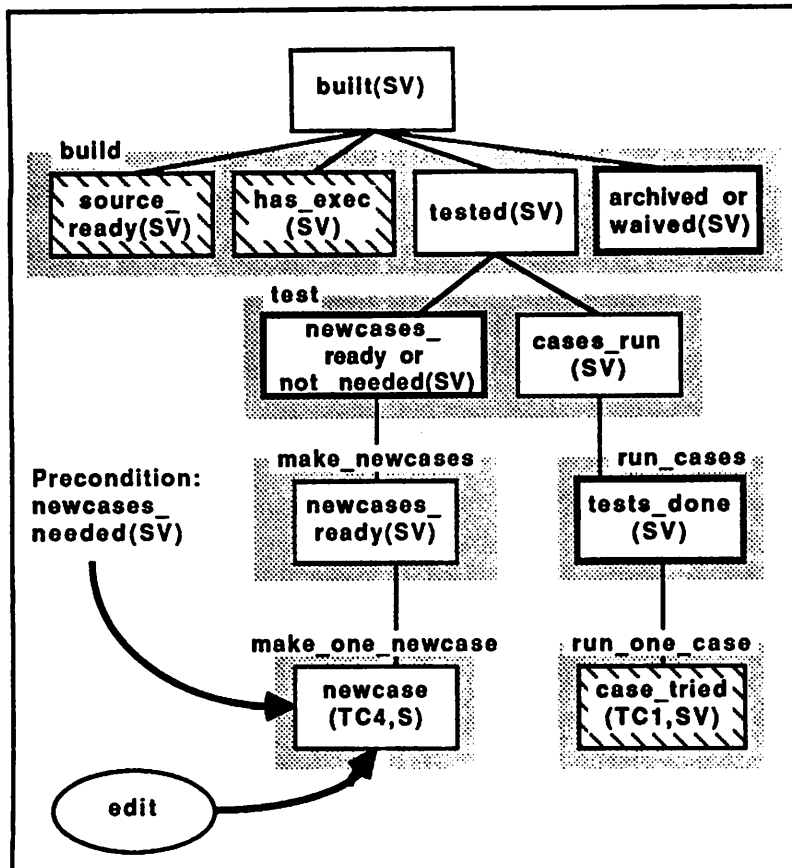 built(SV)
build
source_
ready(SV)
has_exec
(SV)
tested(SV)
archived or
waived(SV)
test
newcases_
ready or
not needed(SV)
cases_run
(SV)
make_newcases
newcases_
ready(SV)
run_cases
tests_done
(SV)
Precondition:
newcases_
needed(SV)
make_one_newcase
newcase
(TC4,S)
run_one_case
case_tried
(TC1,SV)
edit